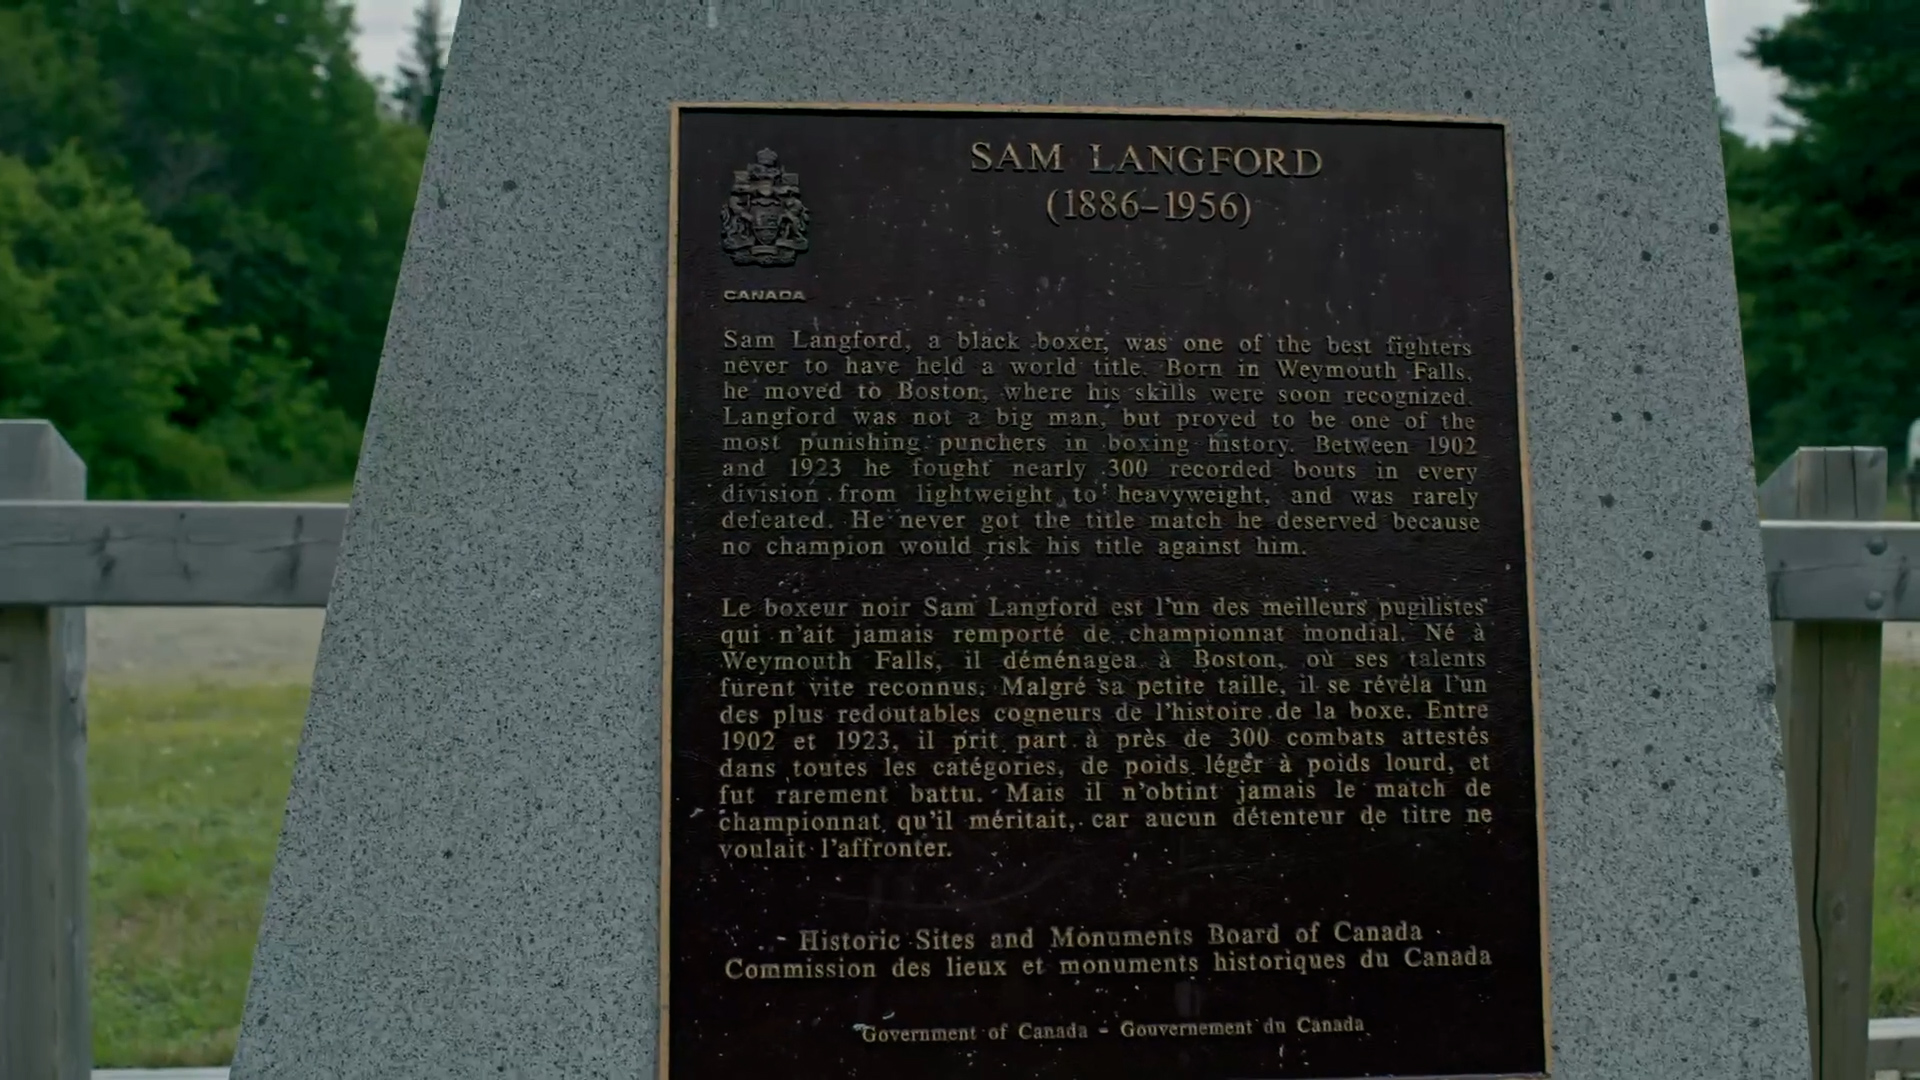 SAM LANGFORD
(1886–1956)
CANADA
Sam Langford, a black boxer, was one of the best fighters
never to have held a world title. Born in Weymouth Falls,
he moved to Boston, where his skills were soon recognized.
Langford was not a big man, but proved to be one of the
most punishing punchers in boxing history. Between 1902
and 1923 he fought nearly 300 recorded bouts in every
division from lightweight to heavyweight, and was rarely
defeated. He never got the title match he deserved because
no champion would risk his title against him.
Le boxeur noir Sam Langford est l'un des meilleurs pugilistes
qui n'ait jamais remporté de championnat mondial. Né à
Weymouth Falls, il déménagea à Boston, où ses talents
furent vite reconnus. Malgré sa petite taille, il se révéla l'un
des plus redoutables cogneurs de l'histoire de la boxe. Entre
1902 et 1923, il prit part à près de 300 combats attestés
dans toutes les catégories, de poids léger à poids lourd, et
fut rarement battu. Mais il n'obtint jamais le match de
championnat qu'il méritait, car aucun détenteur de titre ne
voulait l'affronter.
Historic Sites and Monuments Board of Canada
Commission des lieux et monuments historiques du Canada
Government of Canada – Gouvernement du Canada